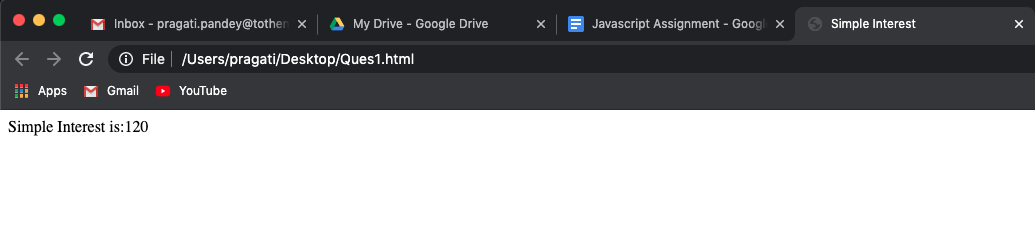 Inbox - pragati.pandey@tother
My Drive - Google Drive
Javascript Assignment - Googl
Simple Interest
File
/Users/pragati/Desktop/Ques1.html
Apps
Gmail
YouTube
Simple Interest is:120